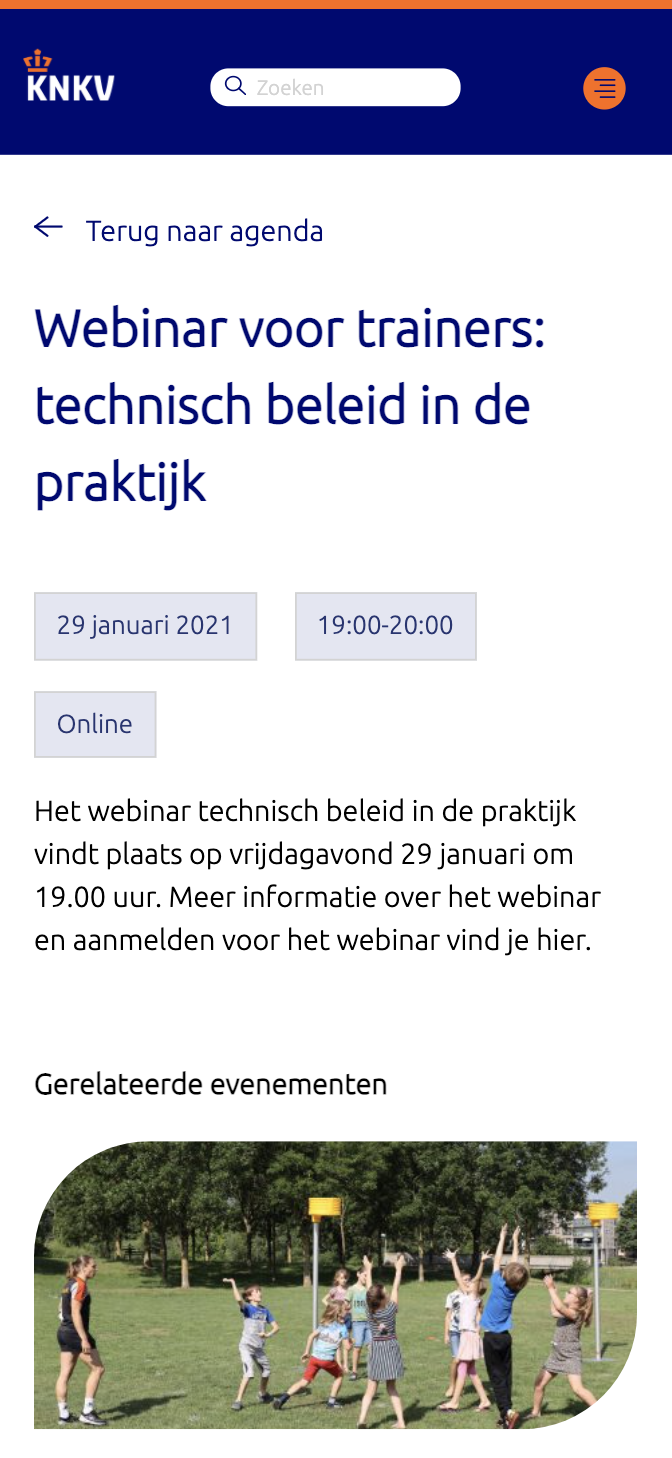 KNKV
Zoeken
Terug naar agenda
Webinar voor trainers:
technisch beleid in de
praktijk
29 januari 2021
19:00-20:00
Online
Het webinar technisch beleid in de praktijk
vindt plaats op vrijdagavond 29 januari om
19.00 uur. Meer informatie over het webinar
en aanmelden voor het webinar vind je hier.
Gerelateerde evenementen